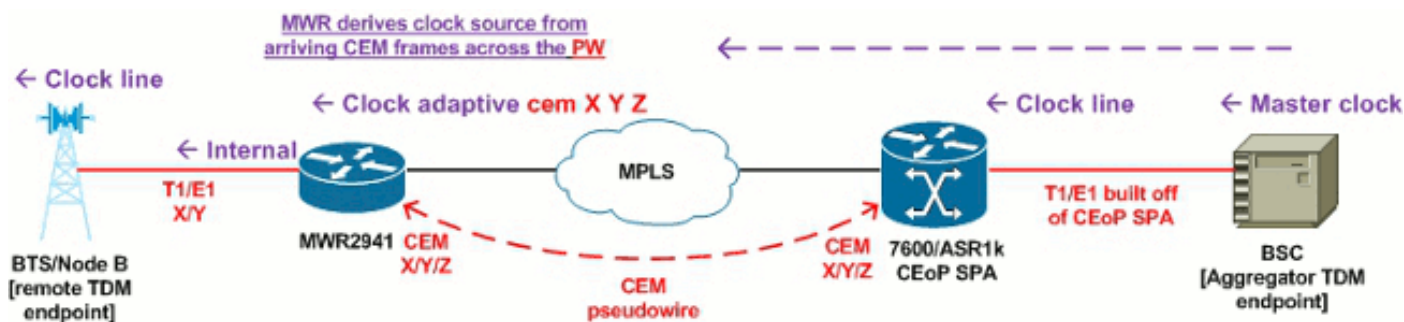 MWR derives clock source from
arriving CEM frames across the PW
← Clock line
← Clock adaptive cem X Y Z
← Clock line
← Master clock
← Internal
MPLS
T1/E1
X/Y
T1/E1 built off
of CEoP SPA
MWR2941
CEM
X/Y/Z
CEM
X/Y/Z
7600/ASR1k
CEoP SPA
BTS/Node B
[remote TDM
endpoint]
CEM
pseudowire
BSC
[Aggregator TDM
endpoint]